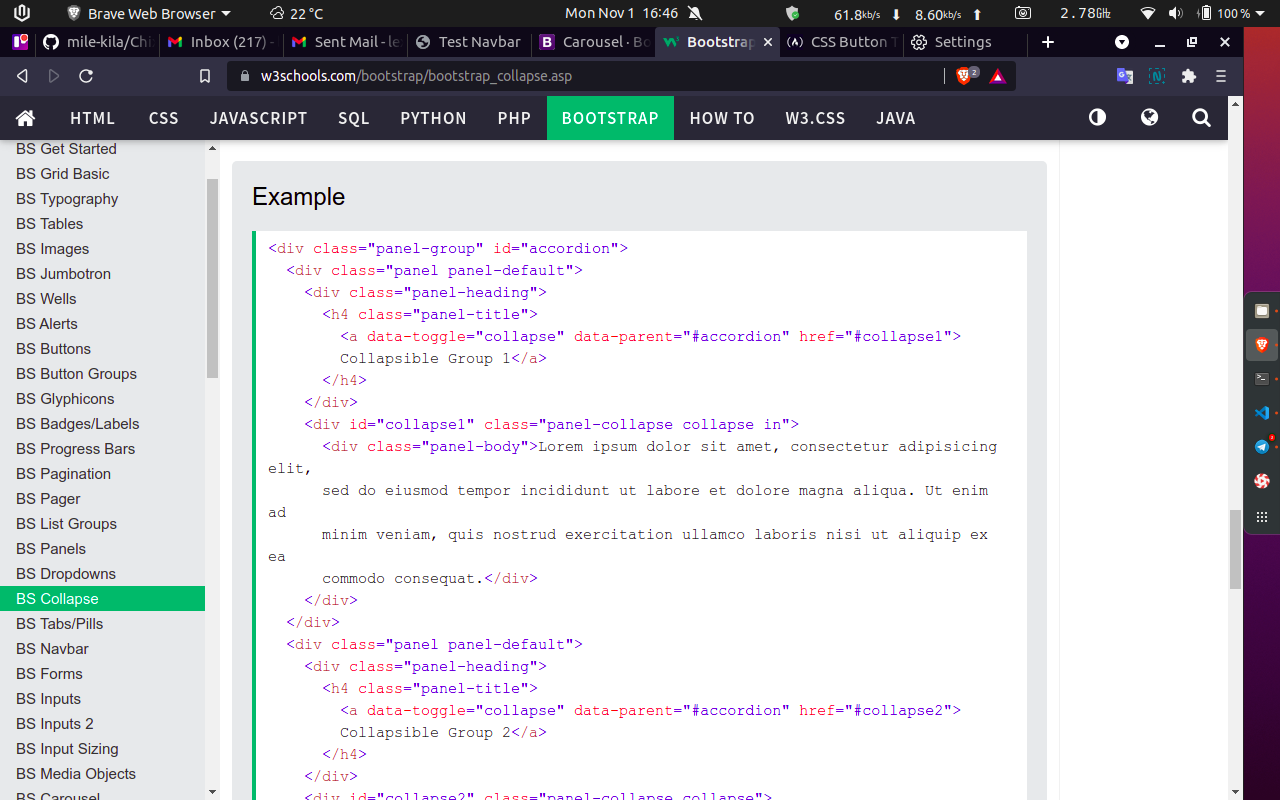 Brave Web Browser
22 °C
Mon Nov 1 16:46
61.8kb/s
8.60kb/s
2.78GHz
100 %
mile-kila/Chi
Inbox (217) -
Sent Mail - le
Test Navbar
Carousel · Bo
Bootstrap
CSS Button T
Settings
w3schools.com/bootstrap/bootstrap_collapse.asp
2
HTML
CSS
JAVASCRIPT
SQL
PYTHON
PHP
BOOTSTRAP
HOW TO
W3.CSS
JAVA
BS Get Started
BS Grid Basic
BS Typography
BS Tables
BS Images
BS Jumbotron
BS Wells
BS Alerts
BS Buttons
BS Button Groups
BS Glyphicons
BS Badges/Labels
BS Progress Bars
BS Pagination
BS Pager
BS List Groups
BS Panels
BS Dropdowns
BS Collapse
BS Tabs/Pills
BS Navbar
BS Forms
BS Inputs
BS Inputs 2
BS Input Sizing
BS Media Objects
BS Carousel
Example
<div class="panel-group" id="accordion">
<div class="panel panel-default">
<div class="panel-heading">
<h4 class="panel-title">
<a data-toggle="collapse" data-parent="#accordion" href="#collapse1">
Collapsible Group 1</a>
</h4>
</div>
<div id="collapse1" class="panel-collapse collapse in">
<div class="panel-body">Lorem ipsum dolor sit amet, consectetur adipisicing
elit,
sed do eiusmod tempor incididunt ut labore et dolore magna aliqua. Ut enim
ad
minim veniam, quis nostrud exercitation ullamco laboris nisi ut aliquip ex
ea
commodo consequat.</div>
</div>
</div>
<div class="panel panel-default">
<div class="panel-heading">
<h4 class="panel-title">
<a data-toggle="collapse" data-parent="#accordion" href="#collapse2">
Collapsible Group 2</a>
</h4>
</div>
<div id="collapse2" class="panel-collapse collapse">